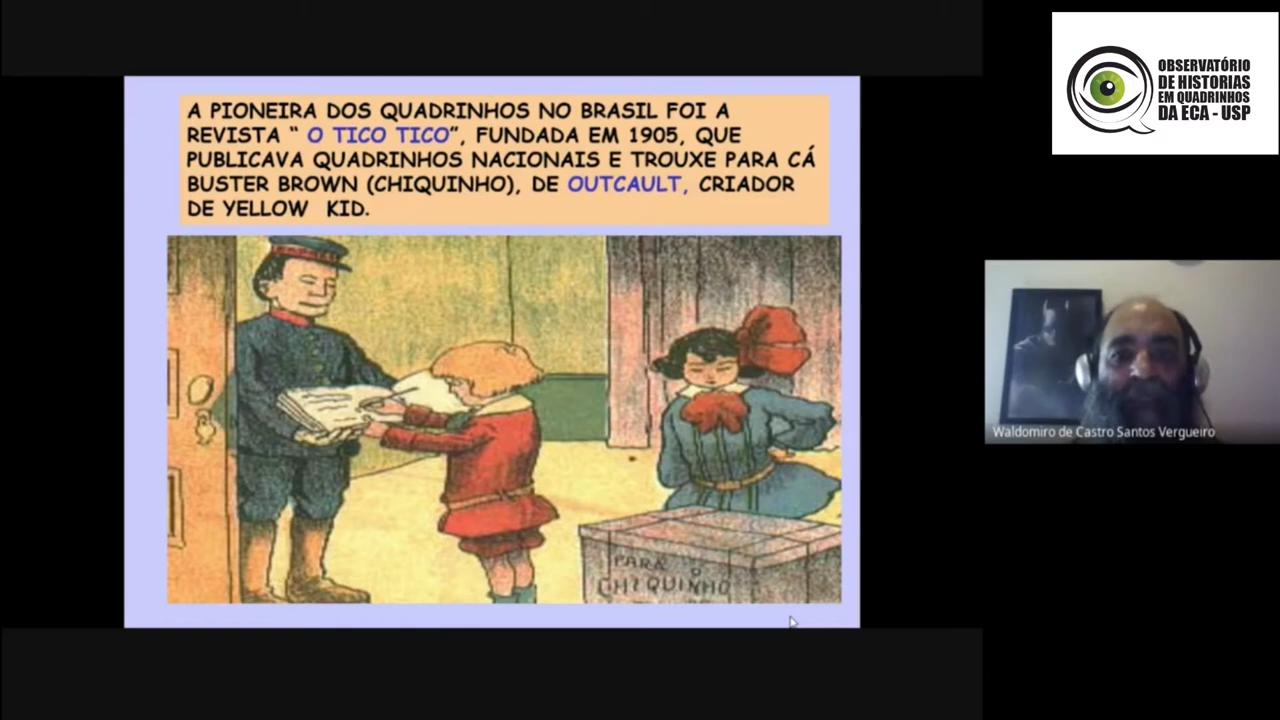 A PIONEIRA DOS QUADRINHOS NO BRASIL FOI A
REVISTA “ O TICO TICO”, FUNDADA EM 1905, QUE
PUBLICAVA QUADRINHOS NACIONAIS E TROUXE PARA CÁ
BUSTER BROWN (CHIQUINHO), DE OUTCAULT, CRIADOR
DE YELLOW KID.
PARA O
CHIQUINHO
OBSERVATÓRIO
DE HISTORIAS
EM QUADRINHOS
DA ECA - USP
Waldomiro de Castro Santos Vergueiro